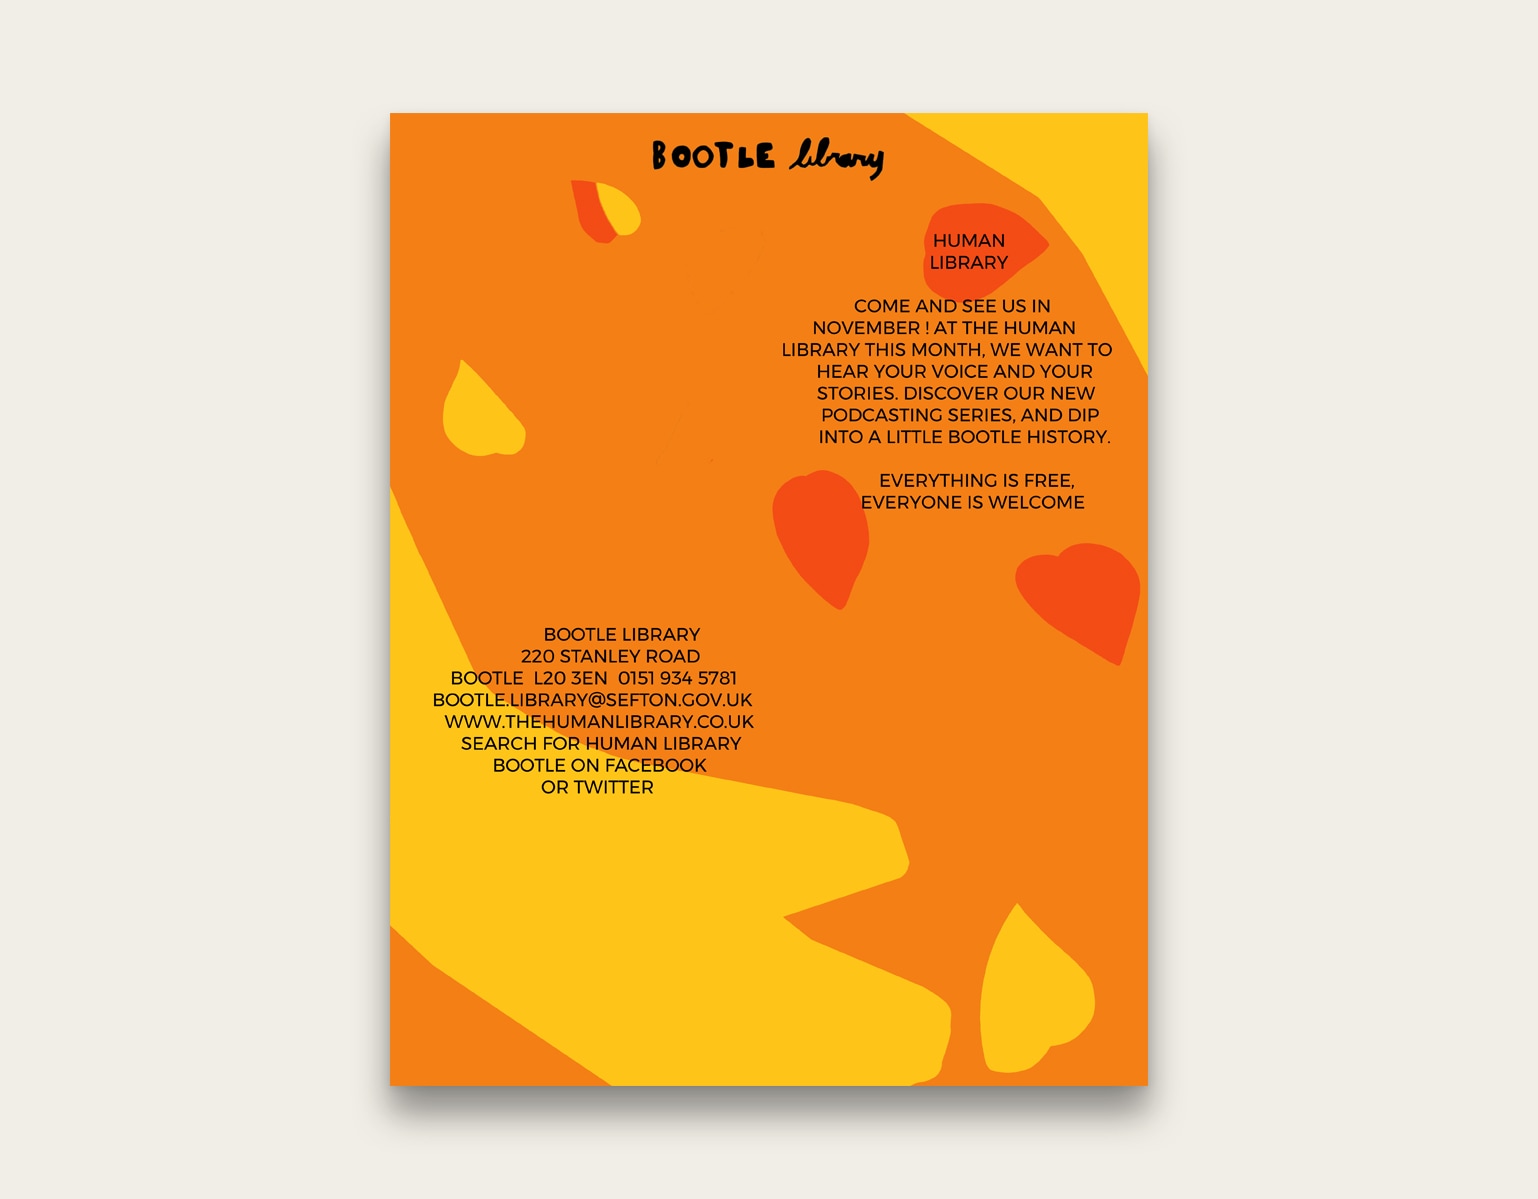 BOOTLE library
HUMAN
LIBRARY
COME AND SEE US IN
NOVEMBER ! AT THE HUMAN
LIBRARY THIS MONTH, WE WANT TO
HEAR YOUR VOICE AND YOUR
STORIES. DISCOVER OUR NEW
PODCASTING SERIES, AND DIP
INTO A LITTLE BOOTLE HISTORY.
EVERYTHING IS FREE,
EVERYONE IS WELCOME
BOOTLE LIBRARY
220 STANLEY ROAD
BOOTLE  L20 3EN  0151 934 5781
BOOTLE.LIBRARY@SEFTON.GOV.UK
WWW.THEHUMANLIBRARY.CO.UK
SEARCH FOR HUMAN LIBRARY
BOOTLE ON FACEBOOK
OR TWITTER